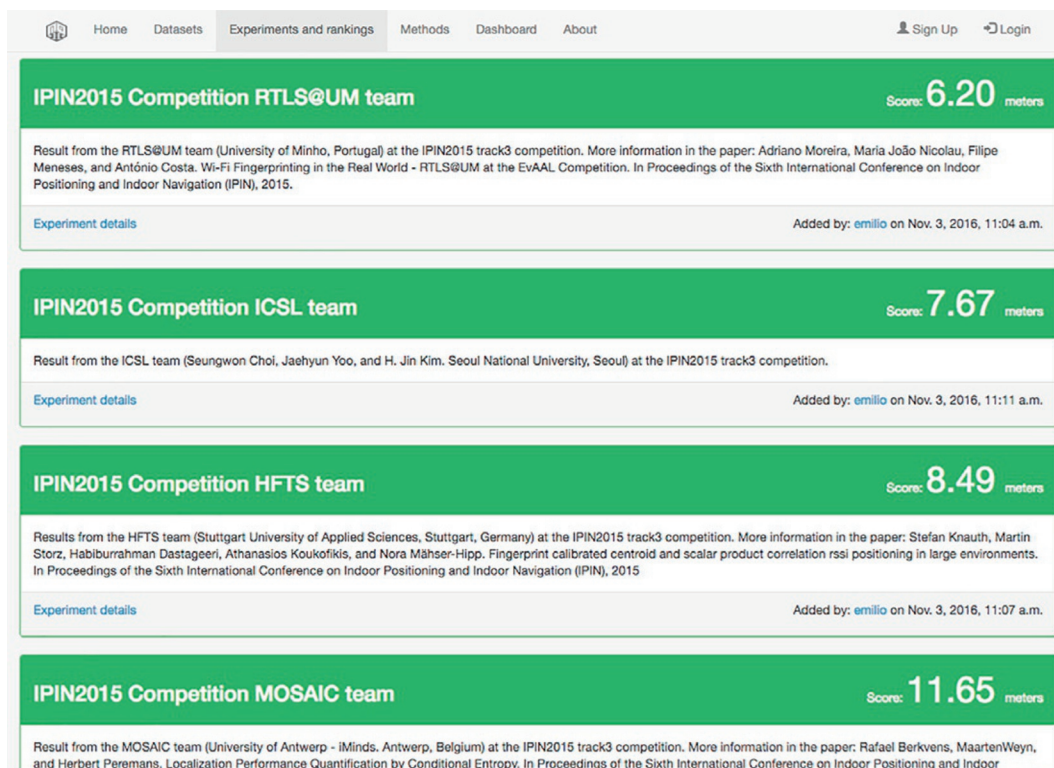 Home Datasets Experiments and rankings Methods Dashboard About Sign Up Login
IPIN2015 Competition RTLS@UM team Score: 6.20 meters
Result from the RTLS@UM team (University of Minho, Portugal) at the IPIN2015 track3 competition. More information in the paper: Adriano Moreira, Maria João Nicolau, Filipe
Meneses, and António Costa. Wi-Fi Fingerprinting in the Real World - RTLS@UM at the EvAAL Competition. In Proceedings of the Sixth International Conference on Indoor
Positioning and Indoor Navigation (IPIN), 2015.
Experiment details Added by: emilio on Nov. 3, 2016, 11:04 a.m.
IPIN2015 Competition ICSL team Score: 7.67 meters
Result from the ICSL team (Seungwon Choi, Jaehyun Yoo, and H. Jin Kim. Seoul National University, Seoul) at the IPIN2015 track3 competition.
Experiment details Added by: emilio on Nov. 3, 2016, 11:11 a.m.
IPIN2015 Competition HFTS team Score: 8.49 meters
Results from the HFTS team (Stuttgart University of Applied Sciences, Stuttgart, Germany) at the IPIN2015 track3 competition. More information in the paper: Stefan Knauth, Martin
Storz, Habiburrahman Dastageeri, Athanasios Koukofikis, and Nora Mähser-Hipp. Fingerprint calibrated centroid and scalar product correlation rssi positioning in large environments.
In Proceedings of the Sixth International Conference on Indoor Positioning and Indoor Navigation (IPIN), 2015
Experiment details Added by: emilio on Nov. 3, 2016, 11:07 a.m.
IPIN2015 Competition MOSAIC team Score: 11.65 meters
Result from the MOSAIC team (University of Antwerp - iMinds. Antwerp, Belgium) at the IPIN2015 track3 competition. More information in the paper: Rafael Berkvens, MaartenWeyn,
and Herbert Peremans. Localization Performance Quantification by Conditional Entropy. In Proceedings of the Sixth International Conference on Indoor Positioning and Indoor